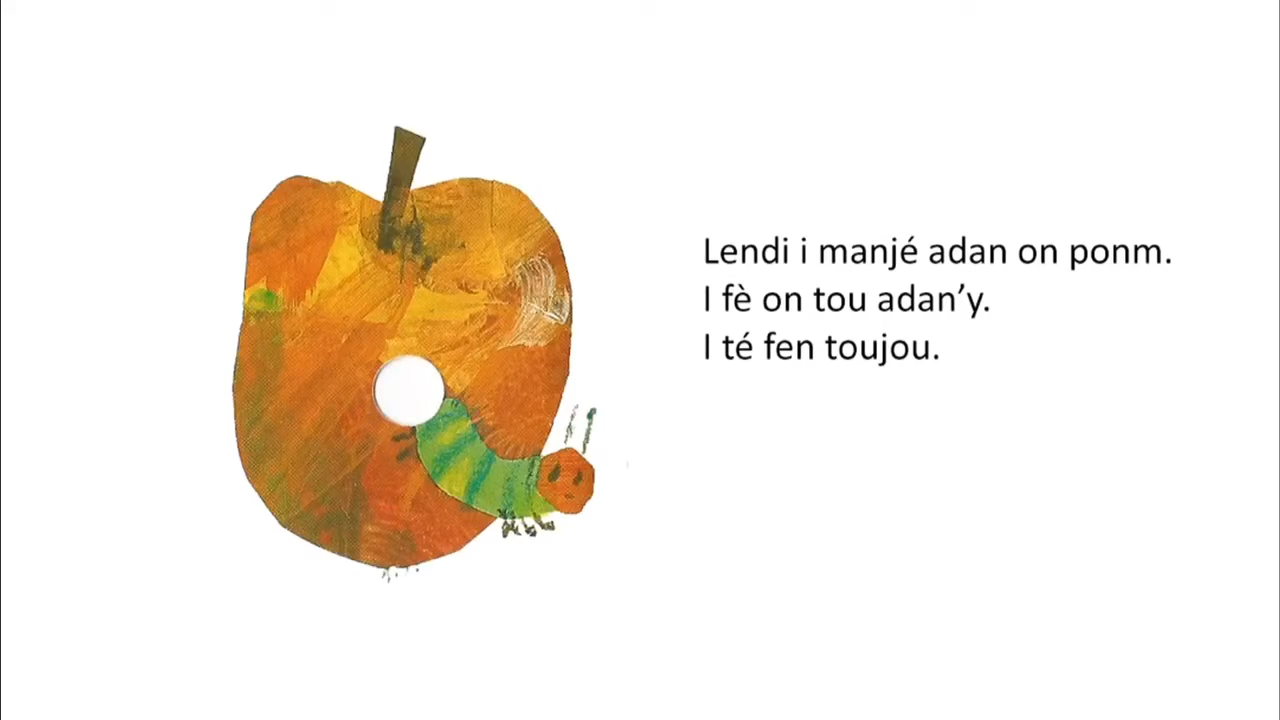 Lendi i manjé adan on ponm.
I fè on tou adan’y.
I té fen toujou.